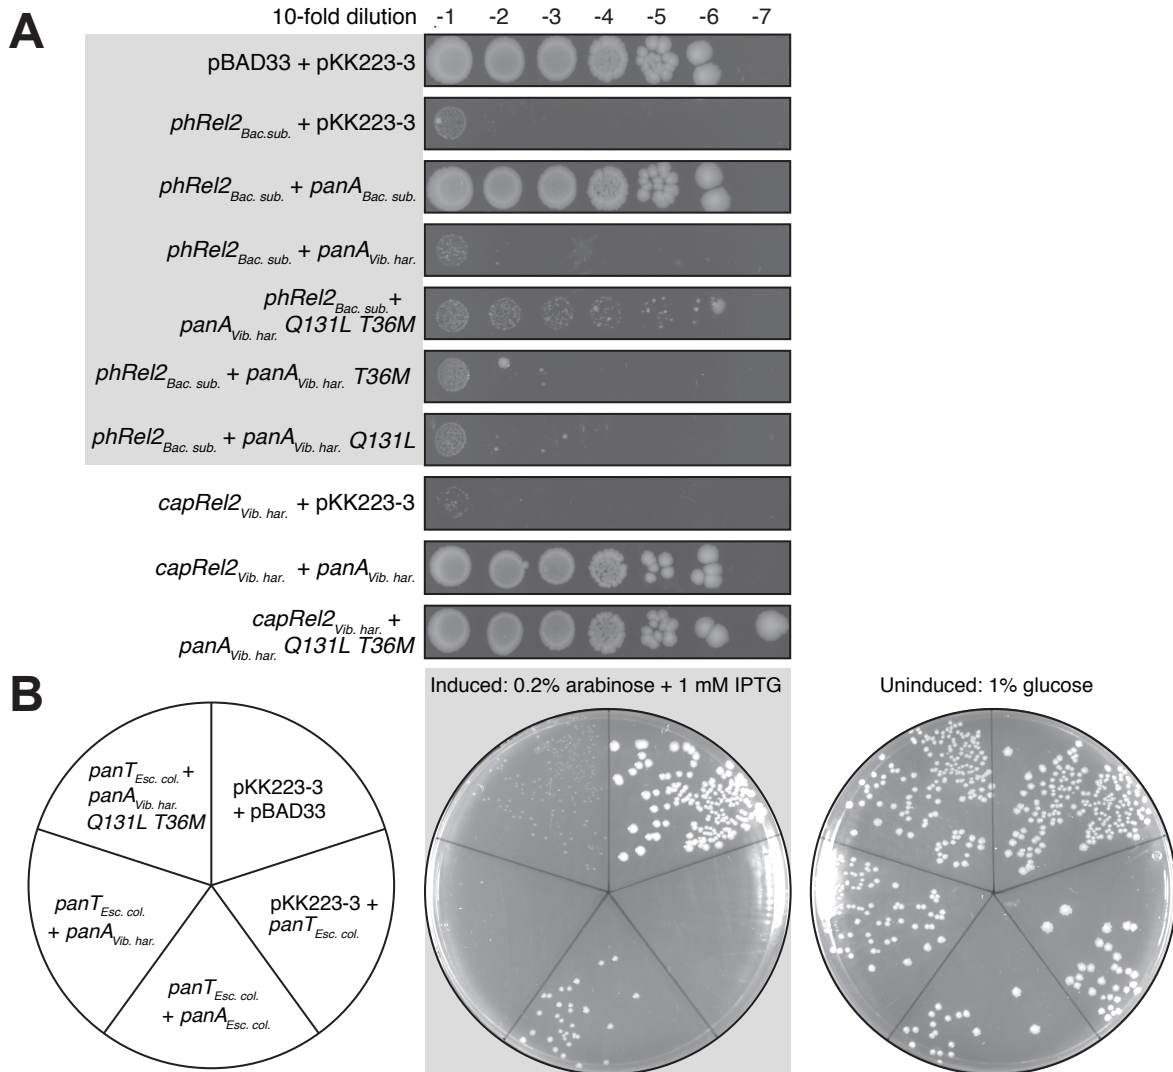 A
10-fold dilution -1 -2 -3 -4 -5 -6 -7
pBAD33 + pKK223-3
phRel2Bac.sub. + pKK223-3
phRel2Bac. sub. + panABac. sub.
phRel2Bac. sub. + panAVib. har.
phRel2Bac. sub.+
panAVib. har. Q131L T36M
phRel2Bac. sub. + panAVib. har. T36M
phRel2Bac. sub. + panAVib. har. Q131L
capRel2Vib. har. + pKK223-3
capRel2Vib. har. + panAVib. har.
capRel2Vib. har. +
panAVib. har. Q131L T36M
B
Induced: 0.2% arabinose + 1 mM IPTG
Uninduced: 1% glucose
panTEsc. col. +
panAVib. har.
Q131L T36M
pKK223-3
+ pBAD33
pKK223-3 +
panTEsc. col.
panTEsc. col.
+ panAVib. har.
panTEsc. col.
+ panAEsc. col.